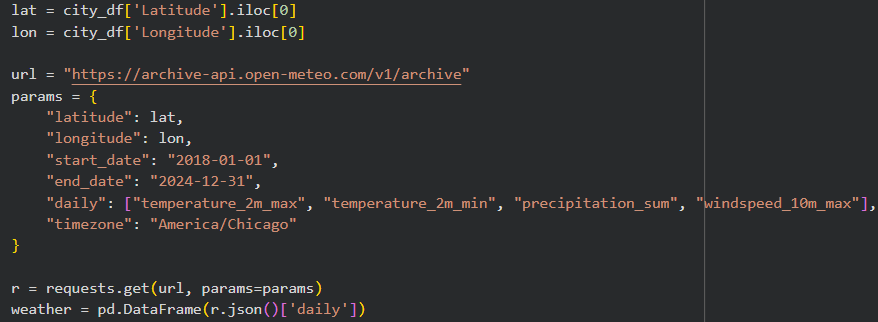 lat = city_df['Latitude'].iloc[0]
lon = city_df['Longitude'].iloc[0]

url = "https://archive-api.open-meteo.com/v1/archive"
params = {
    "latitude": lat,
    "longitude": lon,
    "start_date": "2018-01-01",
    "end_date": "2024-12-31",
    "daily": ["temperature_2m_max", "temperature_2m_min", "precipitation_sum", "windspeed_10m_max"],
    "timezone": "America/Chicago"
}

r = requests.get(url, params=params)
weather = pd.DataFrame(r.json()['daily'])